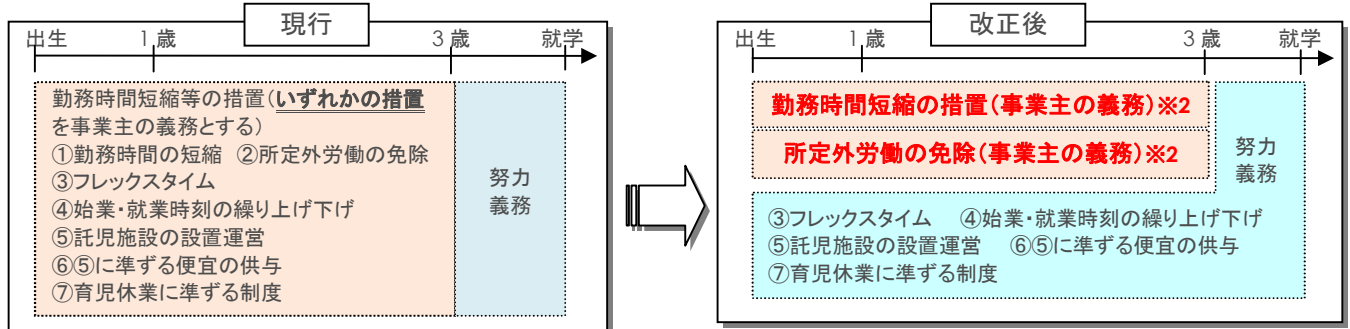 現行
出生 1歳 3歳 就学
勤務時間短縮等の措置(いずれかの措置
を事業主の義務とする)
①勤務時間の短縮 ②所定外労働の免除
③フレックスタイム
④始業・就業時刻の繰り上げ下げ
⑤託児施設の設置運営
⑥⑤に準ずる便宜の供与
⑦育児休業に準ずる制度
努力
義務
改正後
出生 1歳 3歳 就学
勤務時間短縮の措置(事業主の義務)※2
所定外労働の免除(事業主の義務)※2
努力
義務
③フレックスタイム ④始業・就業時刻の繰り上げ下げ
⑤託児施設の設置運営 ⑥⑤に準ずる便宜の供与
⑦育児休業に準ずる制度